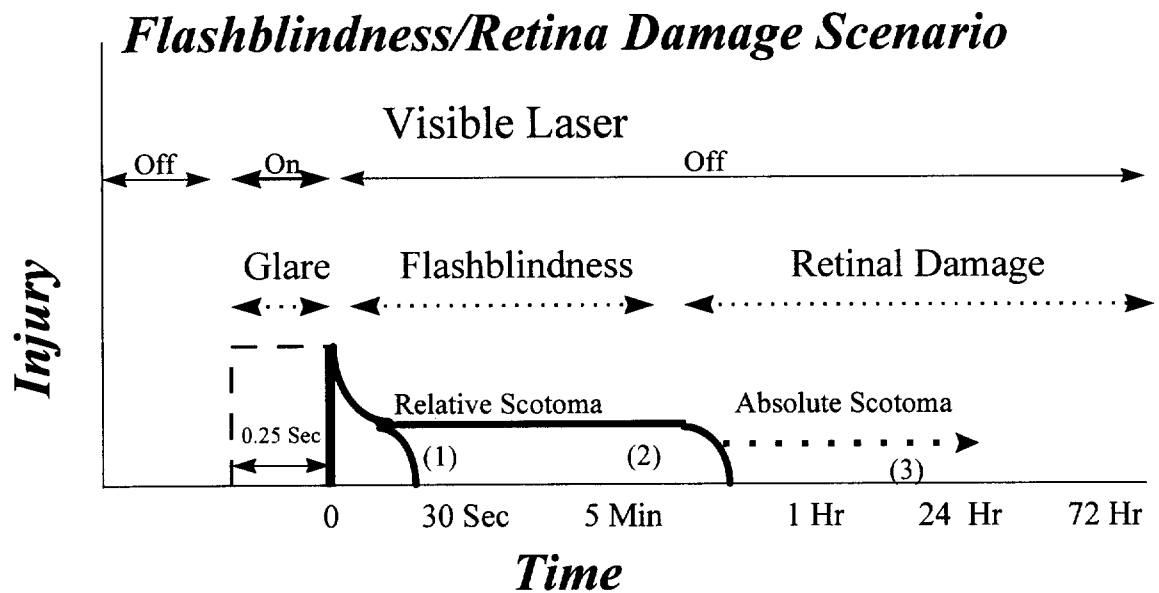 Flashblindness/Retina Damage Scenario
Visible Laser
Off On Off
Glare Flashblindness Retinal Damage
Injury
Relative Scotoma Absolute Scotoma
0.25 Sec
(1) (2) (3)
0 30 Sec 5 Min 1 Hr 24 Hr 72 Hr
Time